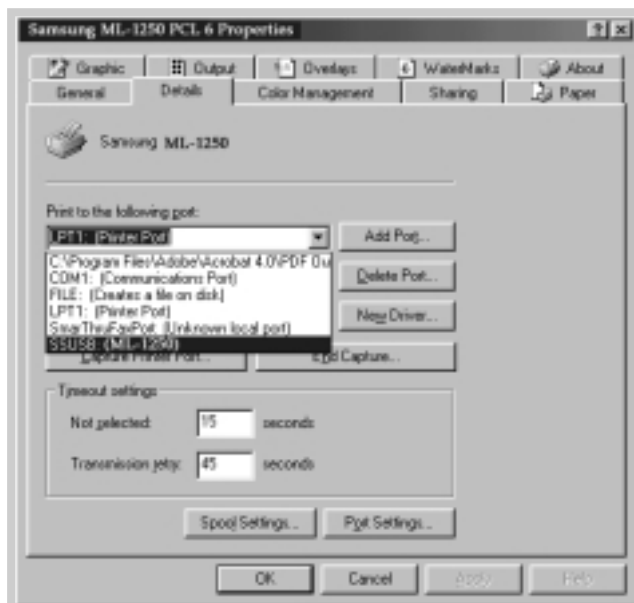 Samsung ML-1250 PCL 6 Properties
Graphic Output Overlays WaterMarks About
General Details Color Management Sharing Paper
Samsung ML-1250
Print to the following port:
LPT1: (Printer Port)
Add Port...
C:\Program Files\Adobe\Acrobat 4.0\PDF Ou
COM1: (Communications Port)
Delete Port...
FILE: (Creates a file on disk)
LPT1: (Printer Port)
New Driver...
SmarThruFaxPort: (Unknown local port)
SSUSB: (ML-1250)
Capture Printer Port... End Capture...
Timeout settings
Not selected: 15 seconds
Transmission retry: 45 seconds
Spool Settings... Port Settings...
OK Cancel Apply Help